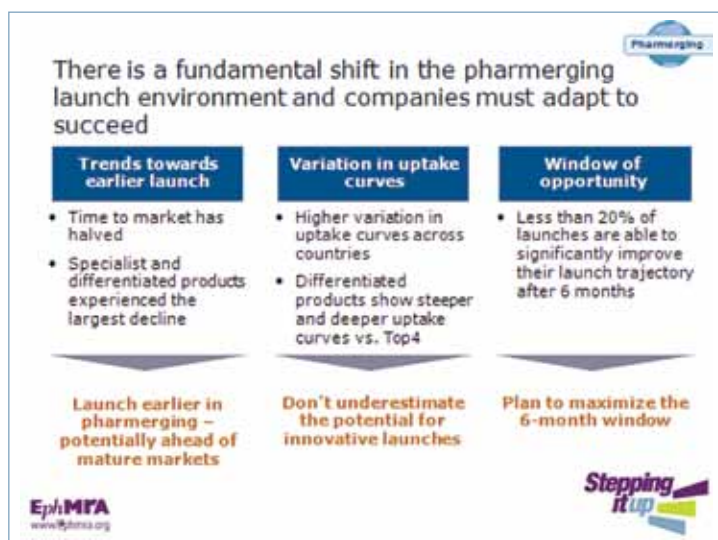 Pharmerging
There is a fundamental shift in the pharmerging
launch environment and companies must adapt to
succeed
Trends towards
earlier launch
• Time to market has
halved
• Specialist and
differentiated products
experienced the
largest decline
Launch earlier in
pharmerging –
potentially ahead of
mature markets
Variation in uptake
curves
• Higher variation in
uptake curves across
countries
• Differentiated
products show steeper
and deeper uptake
curves vs. Top4
Don't underestimate
the potential for
innovative launches
Window of
opportunity
• Less than 20% of
launches are able to
significantly improve
their launch trajectory
after 6 months
Plan to maximize the
6-month window
EphMRA
www.ephmra.org
Stepping
it up